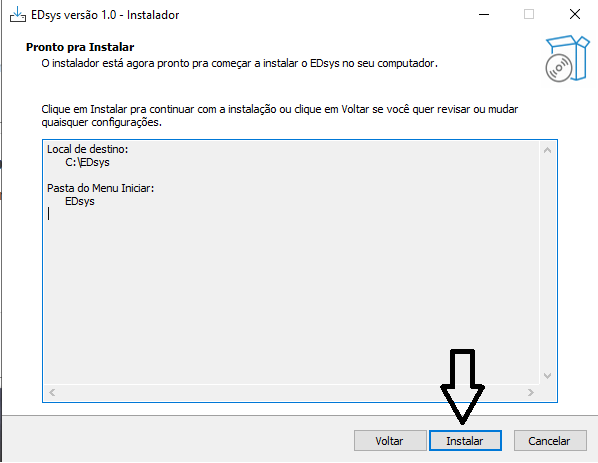 EDsys versão 1.0 - Instalador
Pronto pra Instalar
O instalador está agora pronto pra começar a instalar o EDsys no seu computador.
Clique em Instalar pra continuar com a instalação ou clique em Voltar se você quer revisar ou mudar
quaisquer configurações.
Local de destino:
C:\EDsys
Pasta do Menu Iniciar:
EDsys
Voltar
Instalar
Cancelar